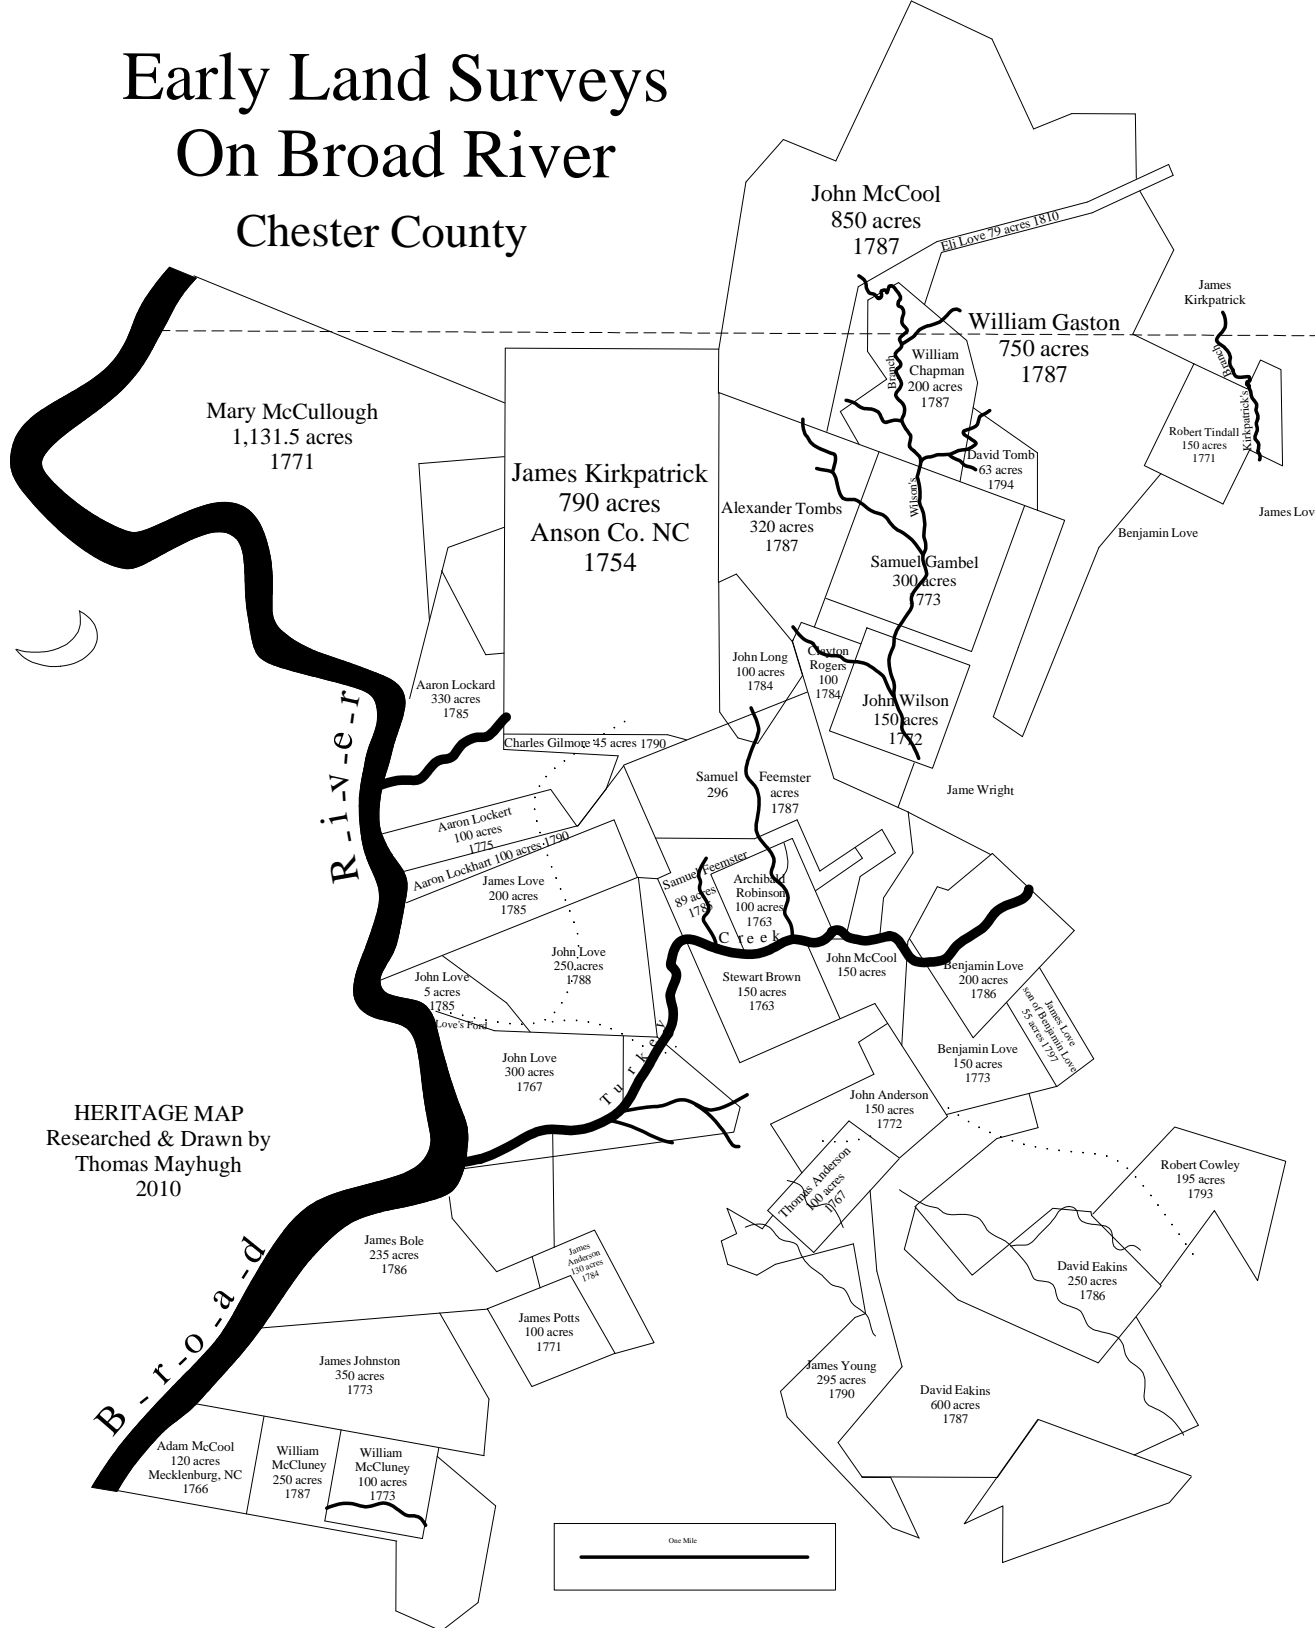 Early Land Surveys
On Broad River
Chester County
John McCool
850 acres
1787
Eli Love 79 acres 1810
James
Kirkpatrick
William Gaston
750 acres
1787
Branch
Kirkpatrick's
William
Chapman
200 acres
1787
Branch
Wilson's
Mary McCullough
1,131.5 acres
1771
James Kirkpatrick
790 acres
Anson Co. NC
1754
Robert Tindall
150 acres
1771
James Lov
Benjamin Love
David Tomb
63 acres
1794
Alexander Tombs
320 acres
1787
Samuel Gambel
300 acres
773
John Long
100 acres
1784
Clayton
Rogers
100
1784
John Wilson
150 acres
1772
Aaron Lockard
330 acres
1785
R-i-v-e-r
Charles Gilmore 45 acres 1790
Samuel Feemster
296 acres
1787
Jame Wright
Aaron Lockert
100 acres
1775
Aaron Lockhart 100 acres 1790
James Love
200 acres
1785
Samuel Feemster
89 acres
1785
Archibald
Robinson
100 acres
1763
Creek
John Love
250 acres
1788
John Love
5 acres
1785
Love's Ford
Stewart Brown
150 acres
1763
John McCool
150 acres
Benjamin Love
200 acres
1786
James Love
son of Benjamin Love
55 acres 1797
Benjamin Love
150 acres
1773
John Love
300 acres
1767
Turkey
John Anderson
150 acres
1772
Thomas Anderson
100 acres
1767
HERITAGE MAP
Researched & Drawn by
Thomas Mayhugh
2010
Robert Cowley
195 acres
1793
B-r-o-a-d
James Bole
235 acres
1786
James
Anderson
130 acres
1784
David Eakins
250 acres
1786
James Potts
100 acres
1771
James Johnston
350 acres
1773
James Young
295 acres
1790
David Eakins
600 acres
1787
Adam McCool
120 acres
Mecklenburg, NC
1766
William
McCluney
250 acres
1787
William
McCluney
100 acres
1773
One Mile